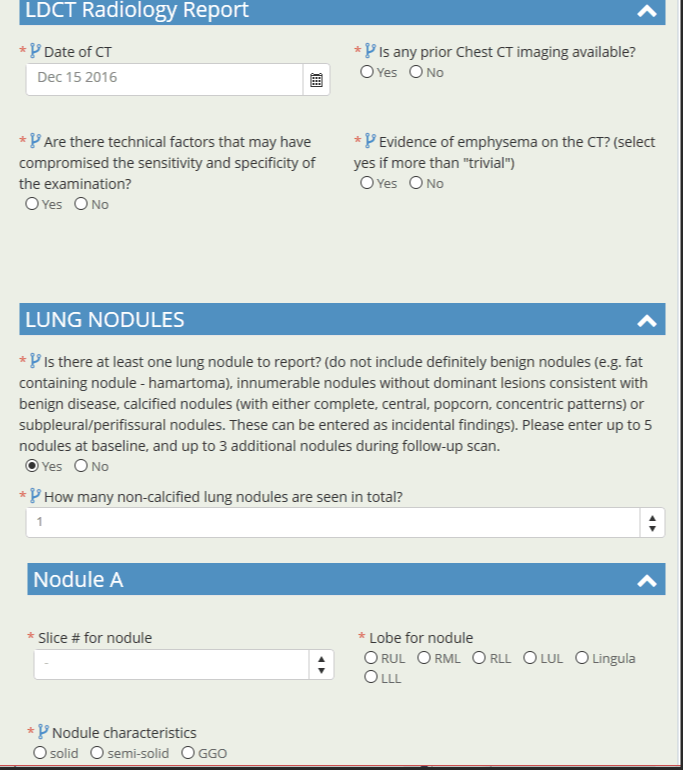 LDCT Radiology Report
* Date of CT
Dec 15 2016
* Is any prior Chest CT imaging available?
Yes No
* Are there technical factors that may have
compromised the sensitivity and specificity of
the examination?
Yes No
* Evidence of emphysema on the CT? (select
yes if more than "trivial")
Yes No
LUNG NODULES
* Is there at least one lung nodule to report? (do not include definitely benign nodules (e.g. fat
containing nodule - hamartoma), innumerable nodules without dominant lesions consistent with
benign disease, calcified nodules (with either complete, central, popcorn, concentric patterns) or
subpleural/perifissural nodules. These can be entered as incidental findings). Please enter up to 5
nodules at baseline, and up to 3 additional nodules during follow-up scan.
Yes No
* How many non-calcified lung nodules are seen in total?
1
Nodule A
* Slice # for nodule
-
* Lobe for nodule
RUL RML RLL LUL Lingula
LLL
* Nodule characteristics
solid semi-solid GGO